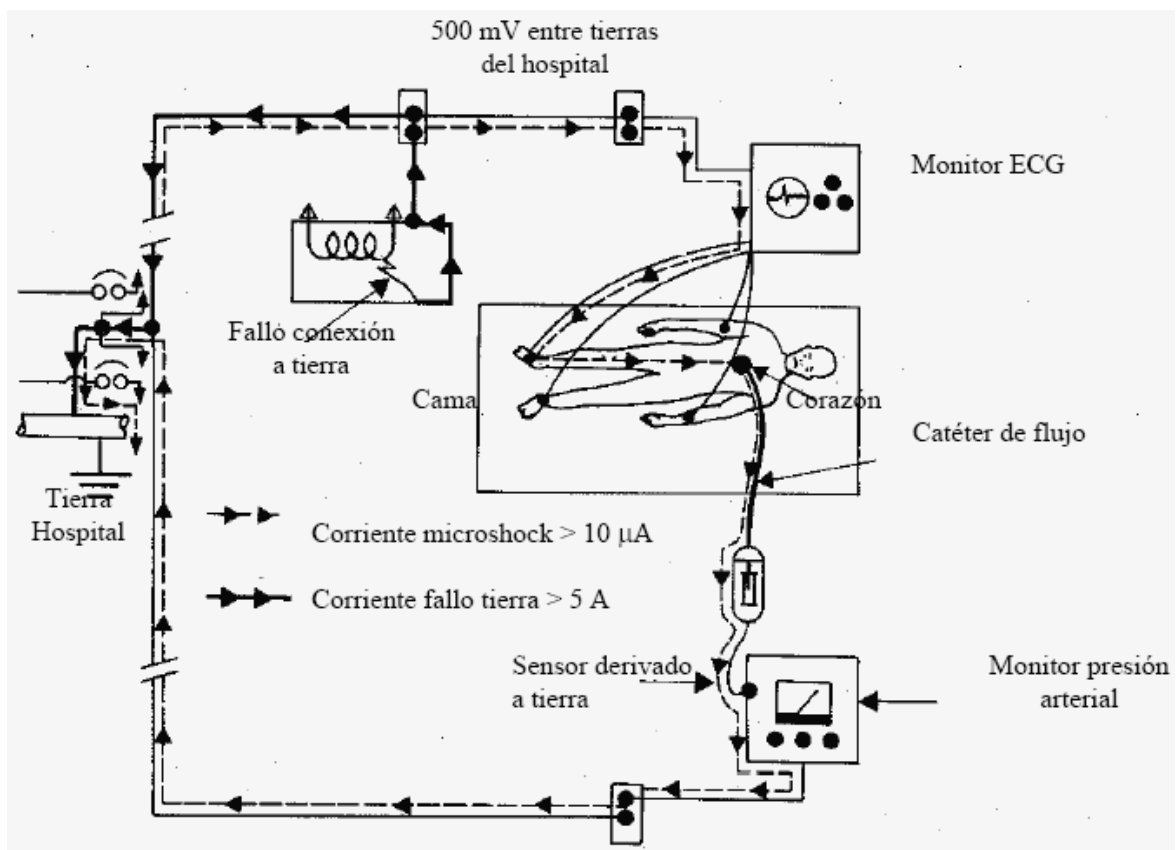 500 mV entre tierras
del hospital
Monitor ECG
Fallo conexión
a tierra
Cama
Corazón
Catéter de flujo
Tierra
Hospital
Corriente microshock > 10 μA
Corriente fallo tierra > 5 A
Sensor derivado
a tierra
Monitor presión
arterial